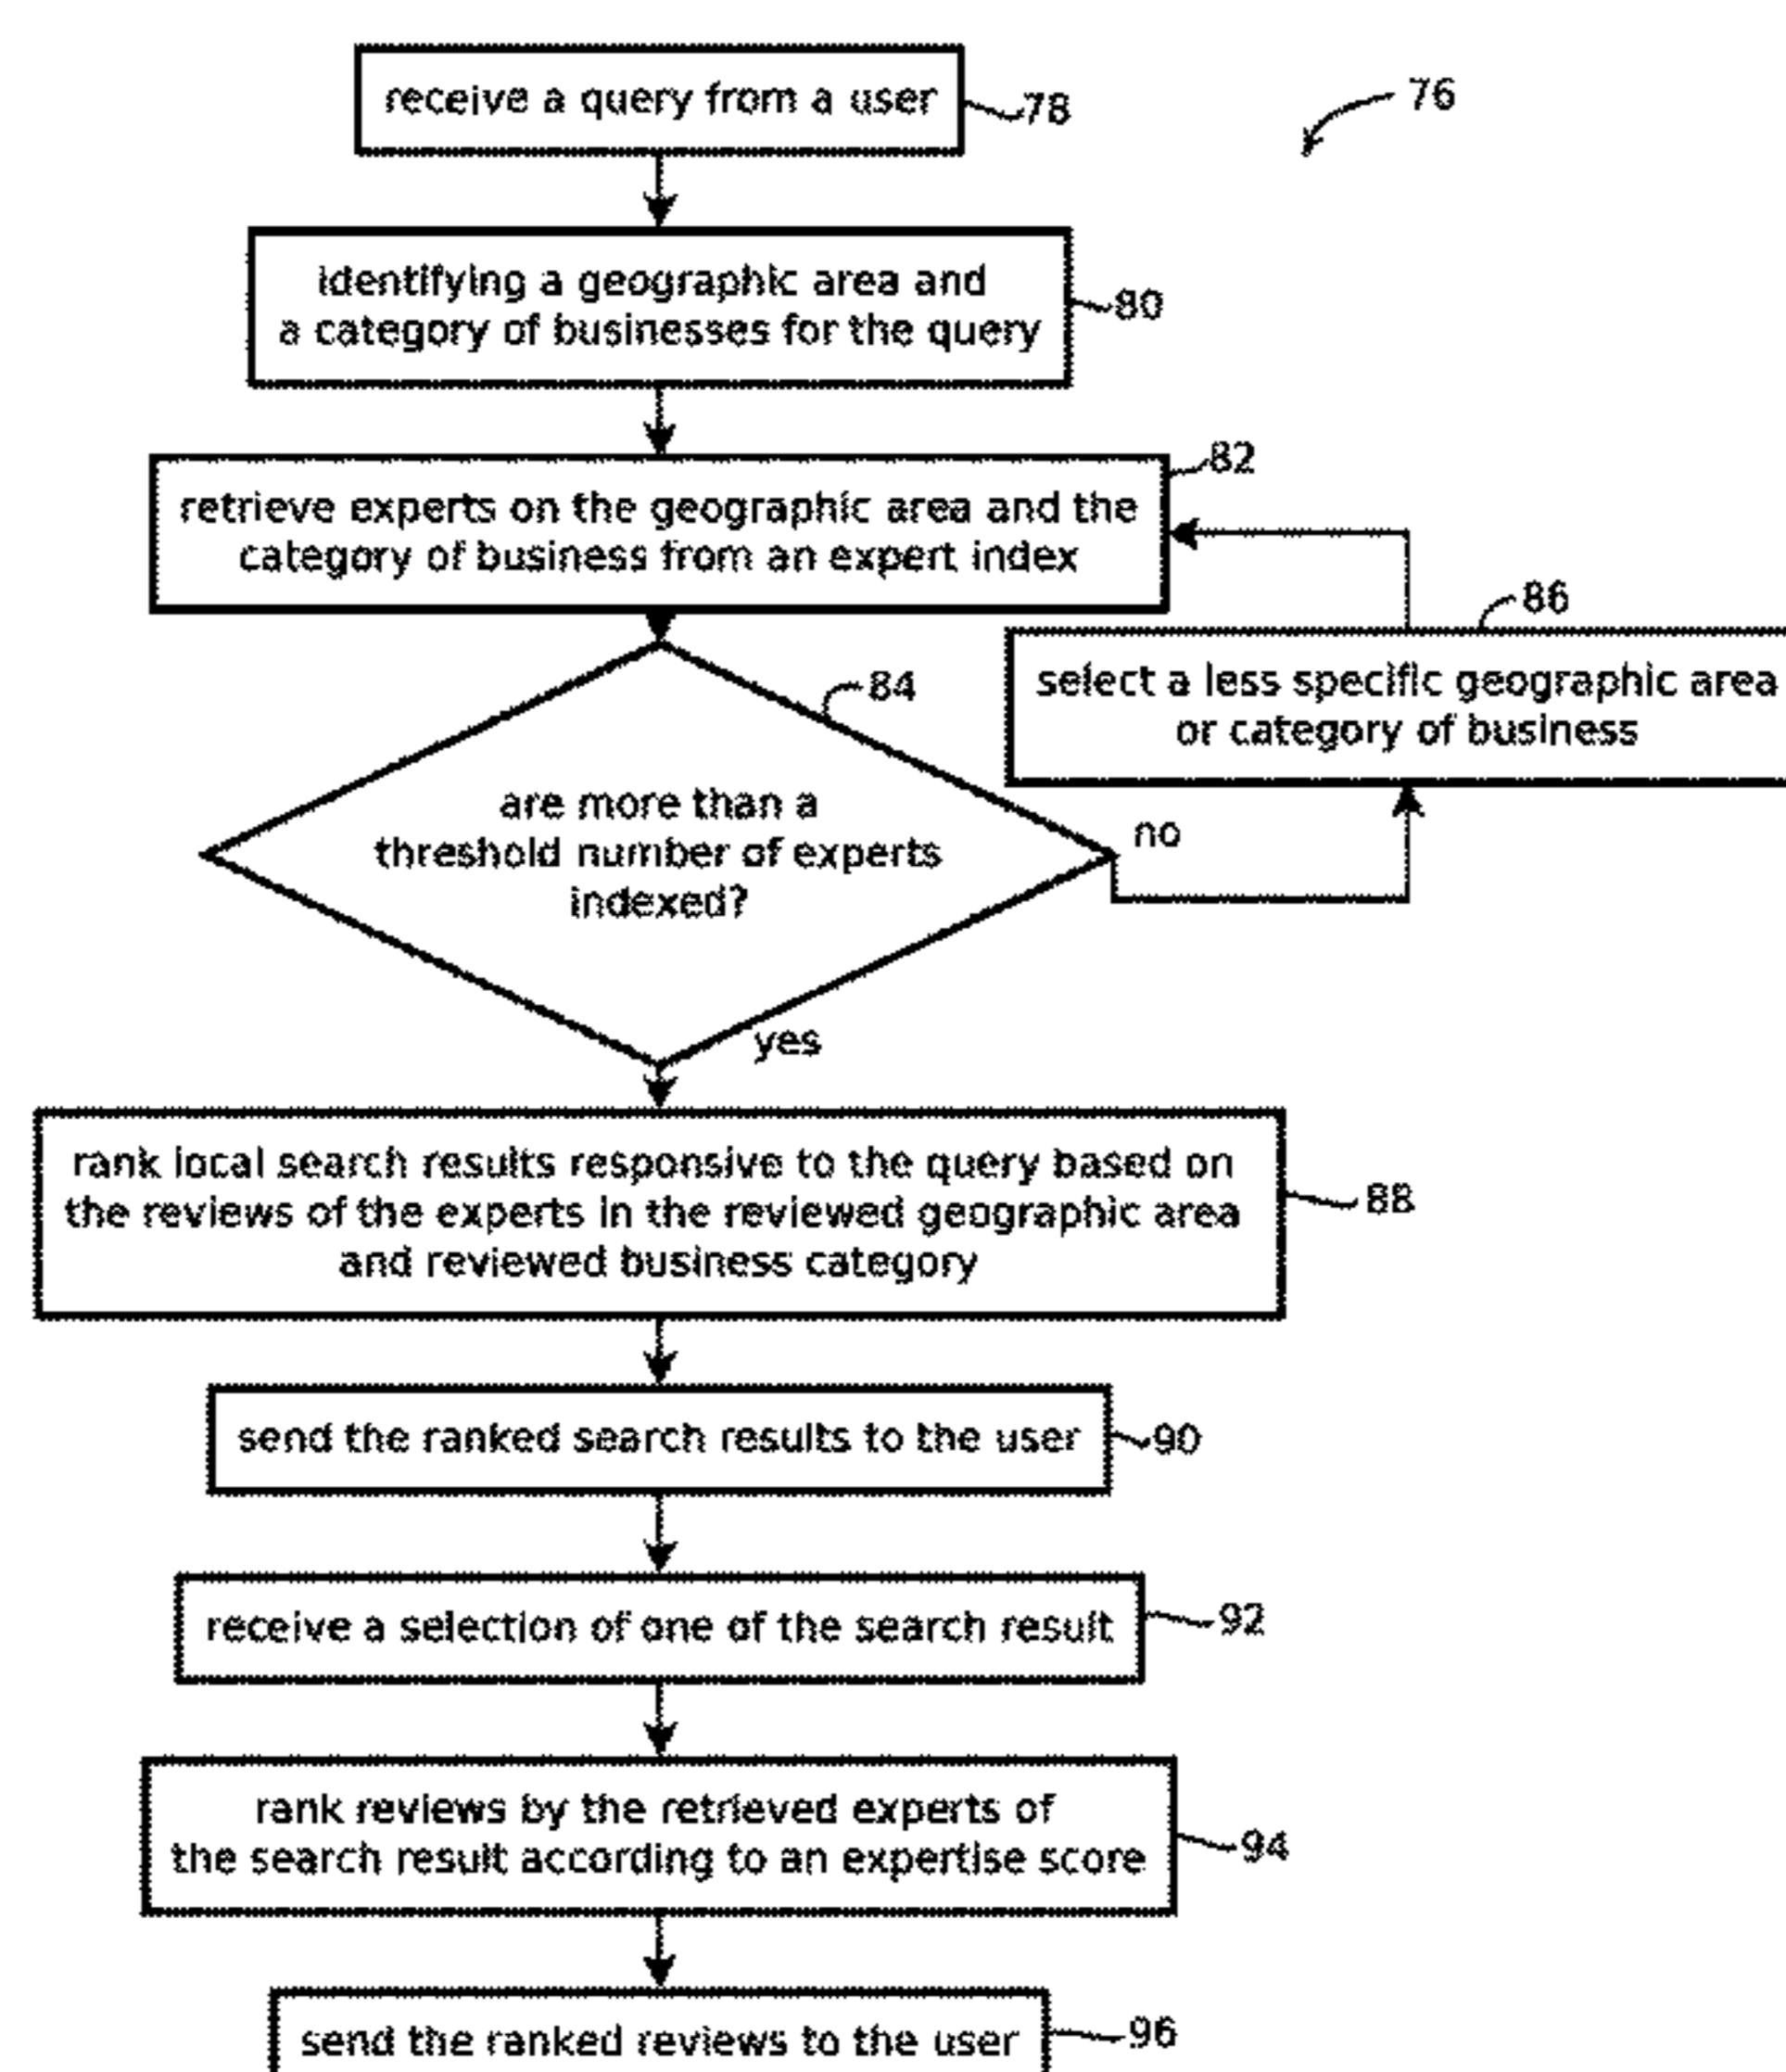 receive a query from a user
78
76
identifying a geographic area and
a category of businesses for the query
80
retrieve experts on the geographic area and the
category of business from an expert index
82
86
select a less specific geographic area
or category of business
84
are more than a
threshold number of experts
indexed?
no
yes
rank local search results responsive to the query based on
the reviews of the experts in the reviewed geographic area
and reviewed business category
88
send the ranked search results to the user
90
receive a selection of one of the search result
92
rank reviews by the retrieved experts of
the search result according to an expertise score
94
send the ranked reviews to the user
96